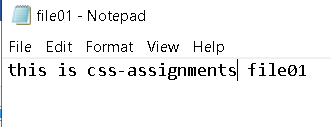 file01 - Notepad
File Edit Format View Help
this is css-assignments file01